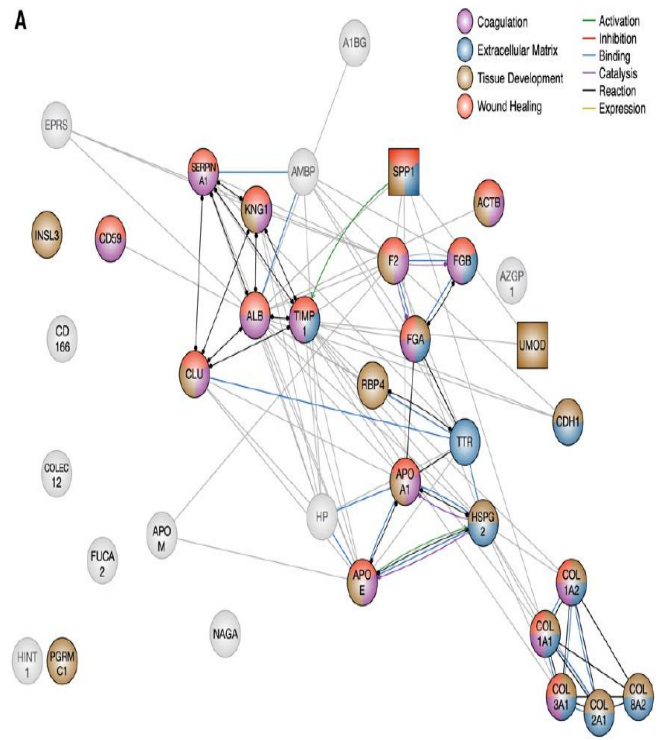 A
A1BG
Coagulation
Extracellular Matrix
Tissue Development
Wound Healing
Activation
Inhibition
Binding
Catalysis
Reaction
Expression
EPRS
SERPIN
A1
AMBP
SPP1
KNG1
ACTB
INSL3
CD59
F2
FGB
AZGP
1
CD
166
ALB
TIMP
1
FGA
UMOD
CLU
RBP4
CDH1
TTR
COLEC
12
APO
A1
HP
HSPG
2
APO
M
FUCA
2
APO
E
COL
1A2
NAGA
COL
1A1
HINT
1
PGRM
C1
COL
3A1
COL
2A1
COL
8A2